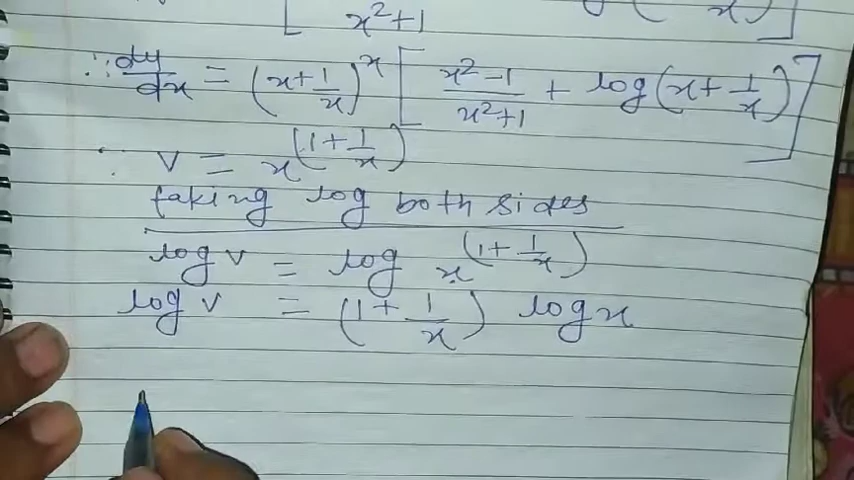 x²+1 x
∴ dy/dx = (x+1/x)^x [ x²-1/x²+1 + log(x+1/x) ]
∵ v = x^(1+1/x)
taking log both sides
log v = log x^(1+1/x)
log v = (1+1/x) log x